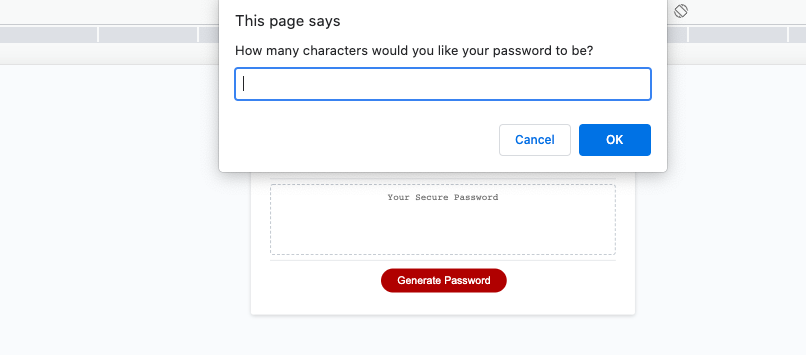 This page says
How many characters would you like your password to be?
Cancel
OK
Your Secure Password
Generate Password